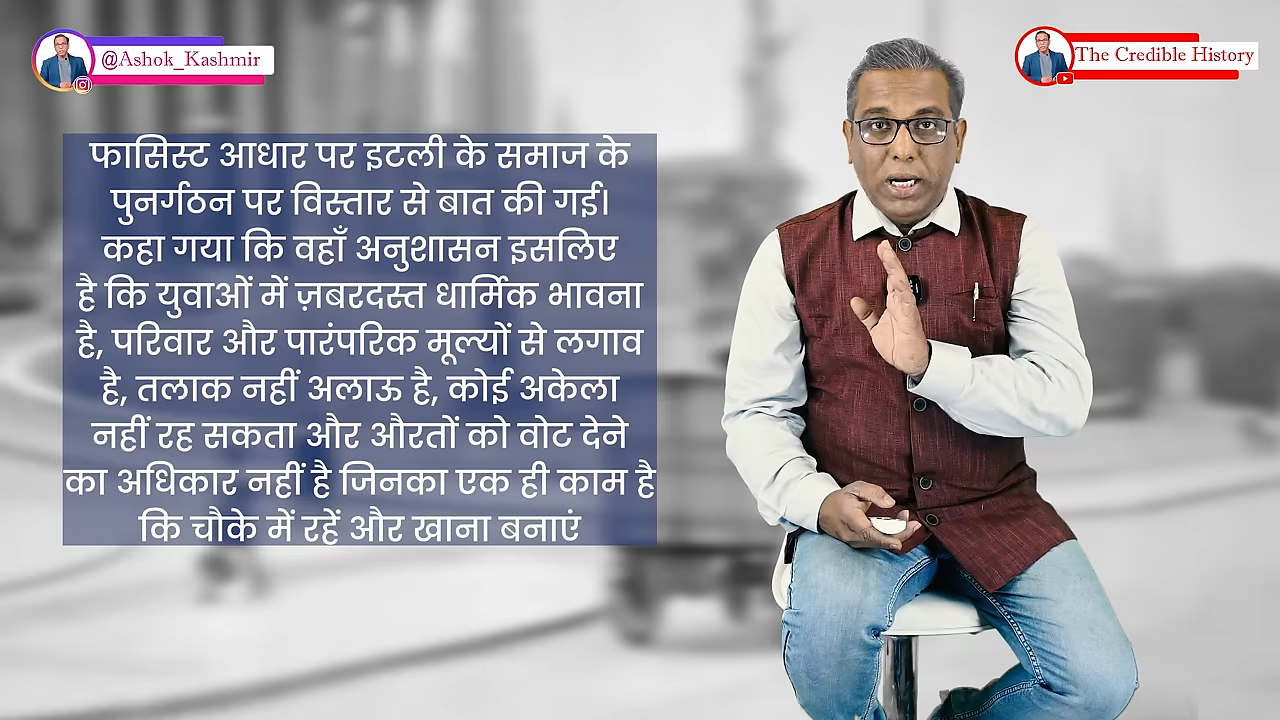 @Ashok_Kashmir
The Credible History
फासिस्ट आधार पर इटली के समाज के
पुनर्गठन पर विस्तार से बात की गई।
कहा गया कि वहाँ अनुशासन इसलिए
है कि युवाओं में ज़बरदस्त धार्मिक भावना
है, परिवार और पारंपरिक मूल्यों से लगाव
है, तलाक नहीं अलाऊ है, कोई अकेला
नहीं रह सकता और औरतों को वोट देने
का अधिकार नहीं है जिनका एक ही काम है
कि चौके में रहें और खाना बनाएं